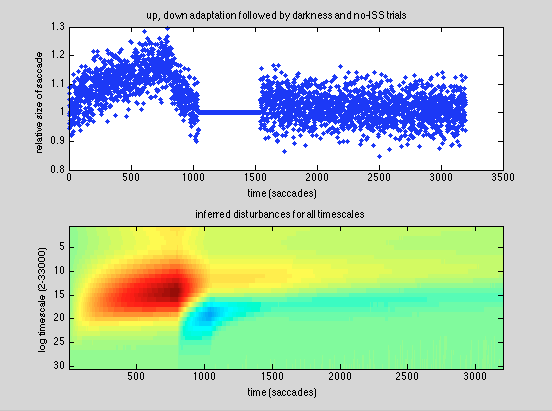 up, down adaptation followed by darkness and no-ISS trials
relative size of saccade
1.3
1.2
1.1
1
0.9
0.8
0 500 1000 1500 2000 2500 3000 3500
time (saccades)
inferred disturbances for all timescales
log timescale (2-33000)
5
10
15
20
25
30
500 1000 1500 2000 2500 3000
time (saccades)